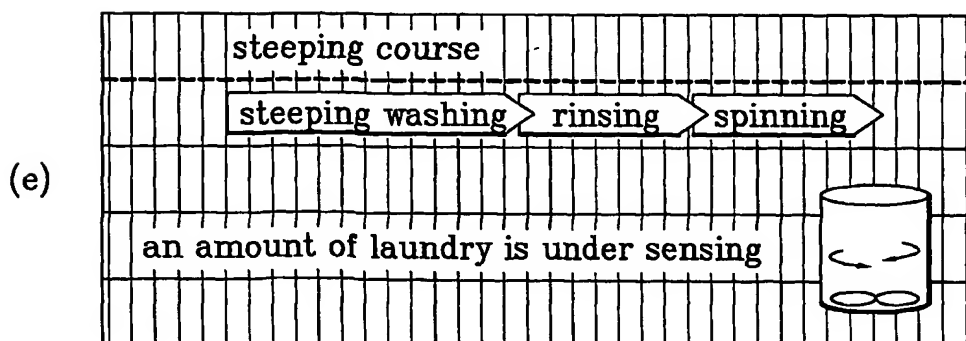 steeping course
steeping washing rinsing spinning
(e)
an amount of laundry is under sensing